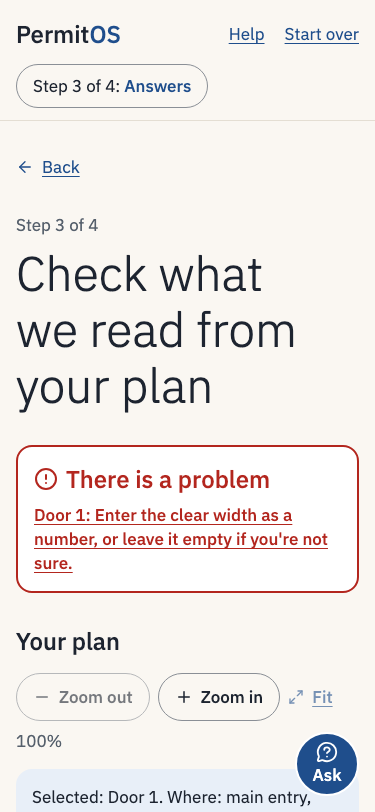 PermitOS
Help
Start over
Step 3 of 4: Answers
Back
Step 3 of 4
Check what
we read from
your plan
There is a problem
Door 1: Enter the clear width as a
number, or leave it empty if you're not
sure.
Your plan
Zoom out
Zoom in
Fit
100%
Ask
Selected: Door 1. Where: main entry,